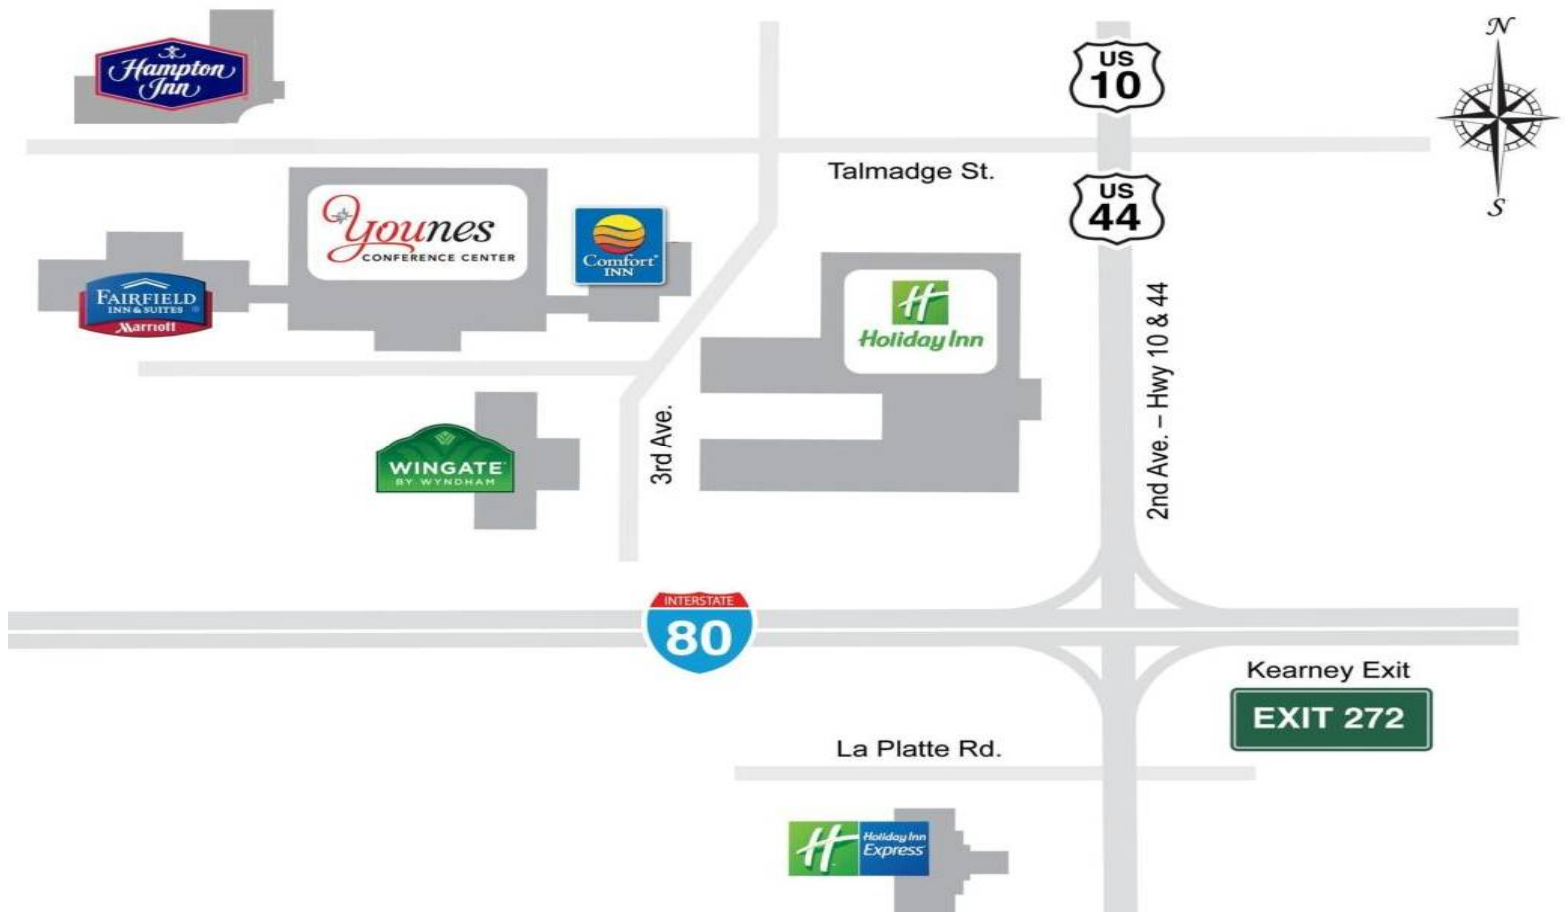 Hampton
Inn
US
10
N
Talmadge St.
US
44
S
Younes
CONFERENCE CENTER
Comfort
INN
FAIRFIELD
INN & SUITES ®
Marriott
Holiday Inn
2nd Ave. – Hwy 10 & 44
3rd Ave.
WINGATE
BY WYNDHAM
INTERSTATE
80
Kearney Exit
EXIT 272
La Platte Rd.
Holiday Inn
Express